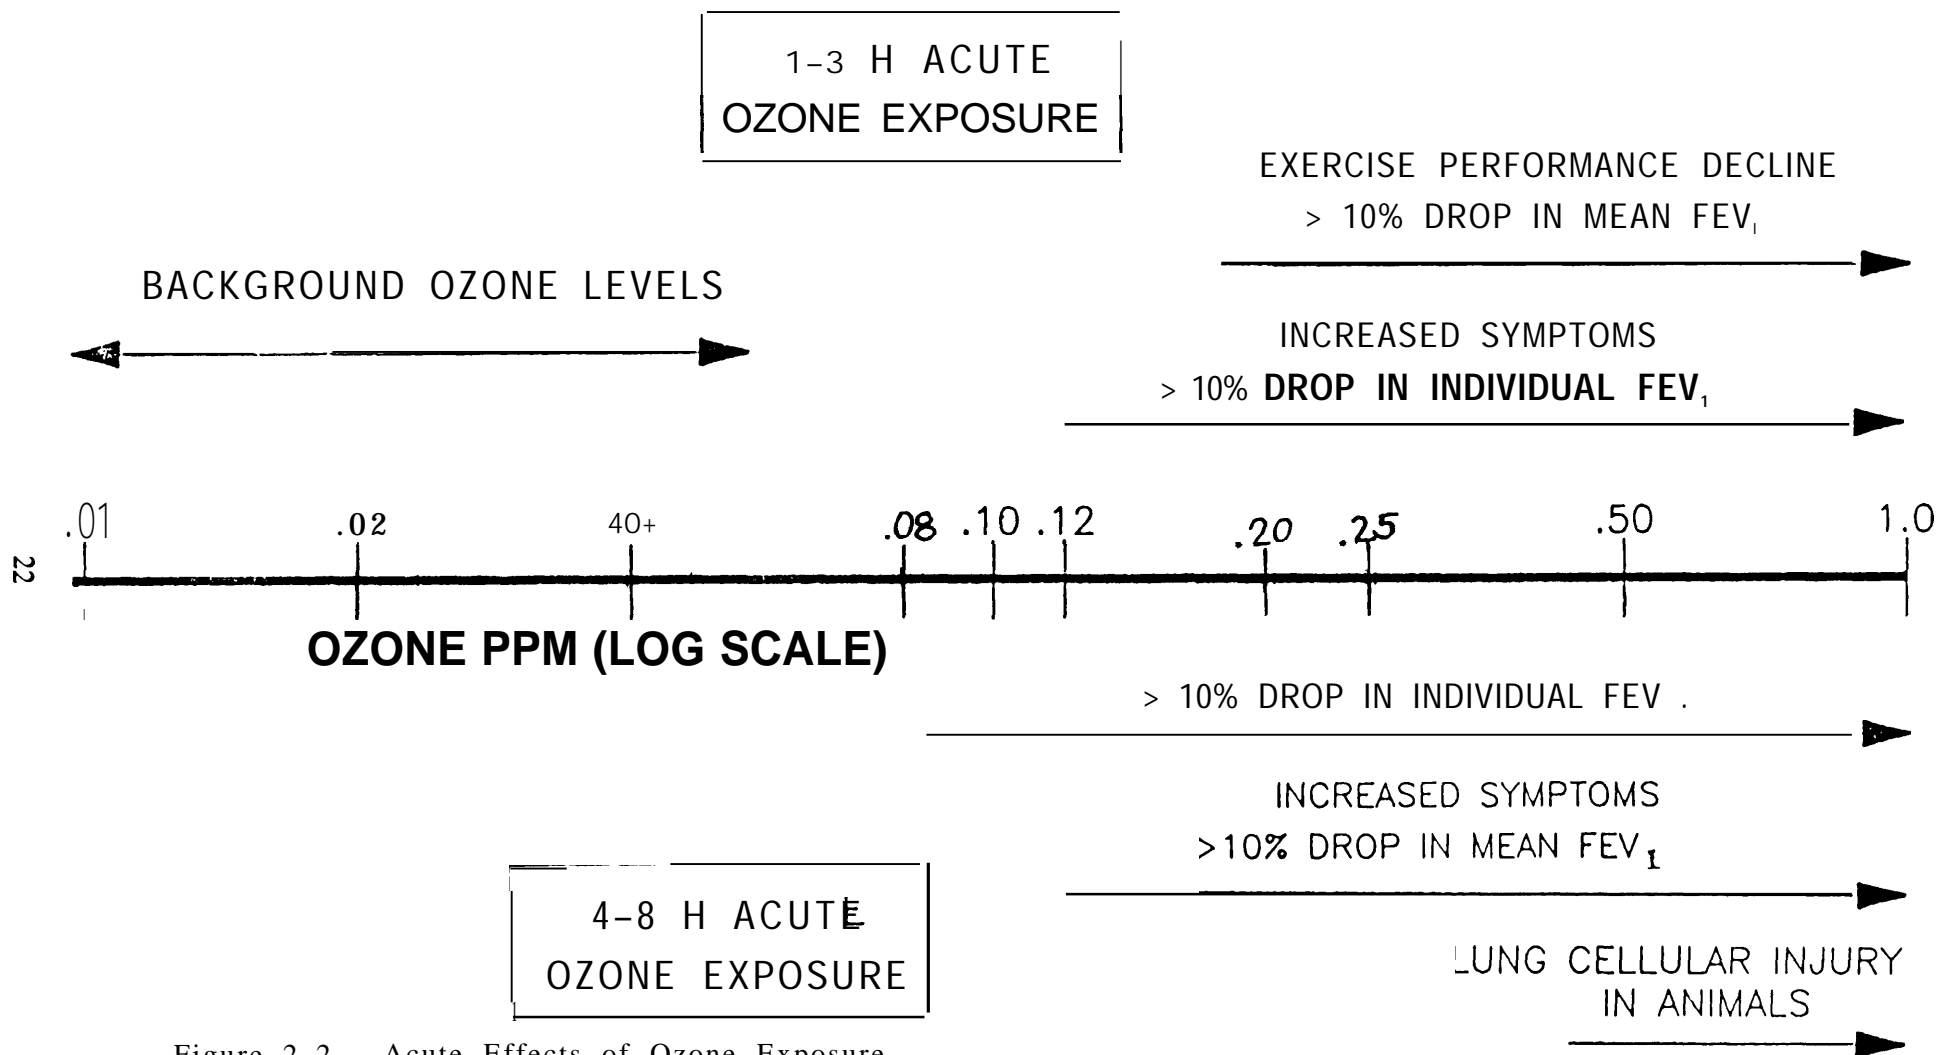 1-3 H ACUTE
OZONE EXPOSURE
EXERCISE PERFORMANCE DECLINE
> 10% DROP IN MEAN FEV₁
BACKGROUND OZONE LEVELS
INCREASED SYMPTOMS
> 10% DROP IN INDIVIDUAL FEV₁
.01 .02 40+ .08 .10 .12 .20 .25 .50 1.0
22
OZONE PPM (LOG SCALE)
> 10% DROP IN INDIVIDUAL FEV .
INCREASED SYMPTOMS
>10% DROP IN MEAN FEV₁
4-8 H ACUTE
OZONE EXPOSURE
LUNG CELLULAR INJURY
IN ANIMALS
Figure 2-2. Acute Effects of Ozone Exposure